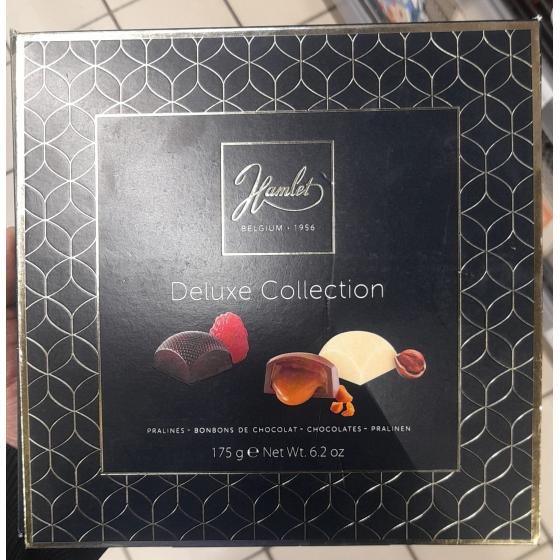 Hamlet
BELGIUM · 1956
Deluxe Collection
PRALINES - BONBONS DE CHOCOLAT - CHOCOLATES - PRALINEN
175 g ℮ Net Wt. 6.2 oz